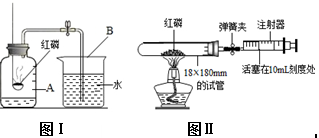 红磷
A
B
水
图 I
红磷
弹簧夹
注射器
18×180mm
的试管
活塞在10mL刻度处
图 II